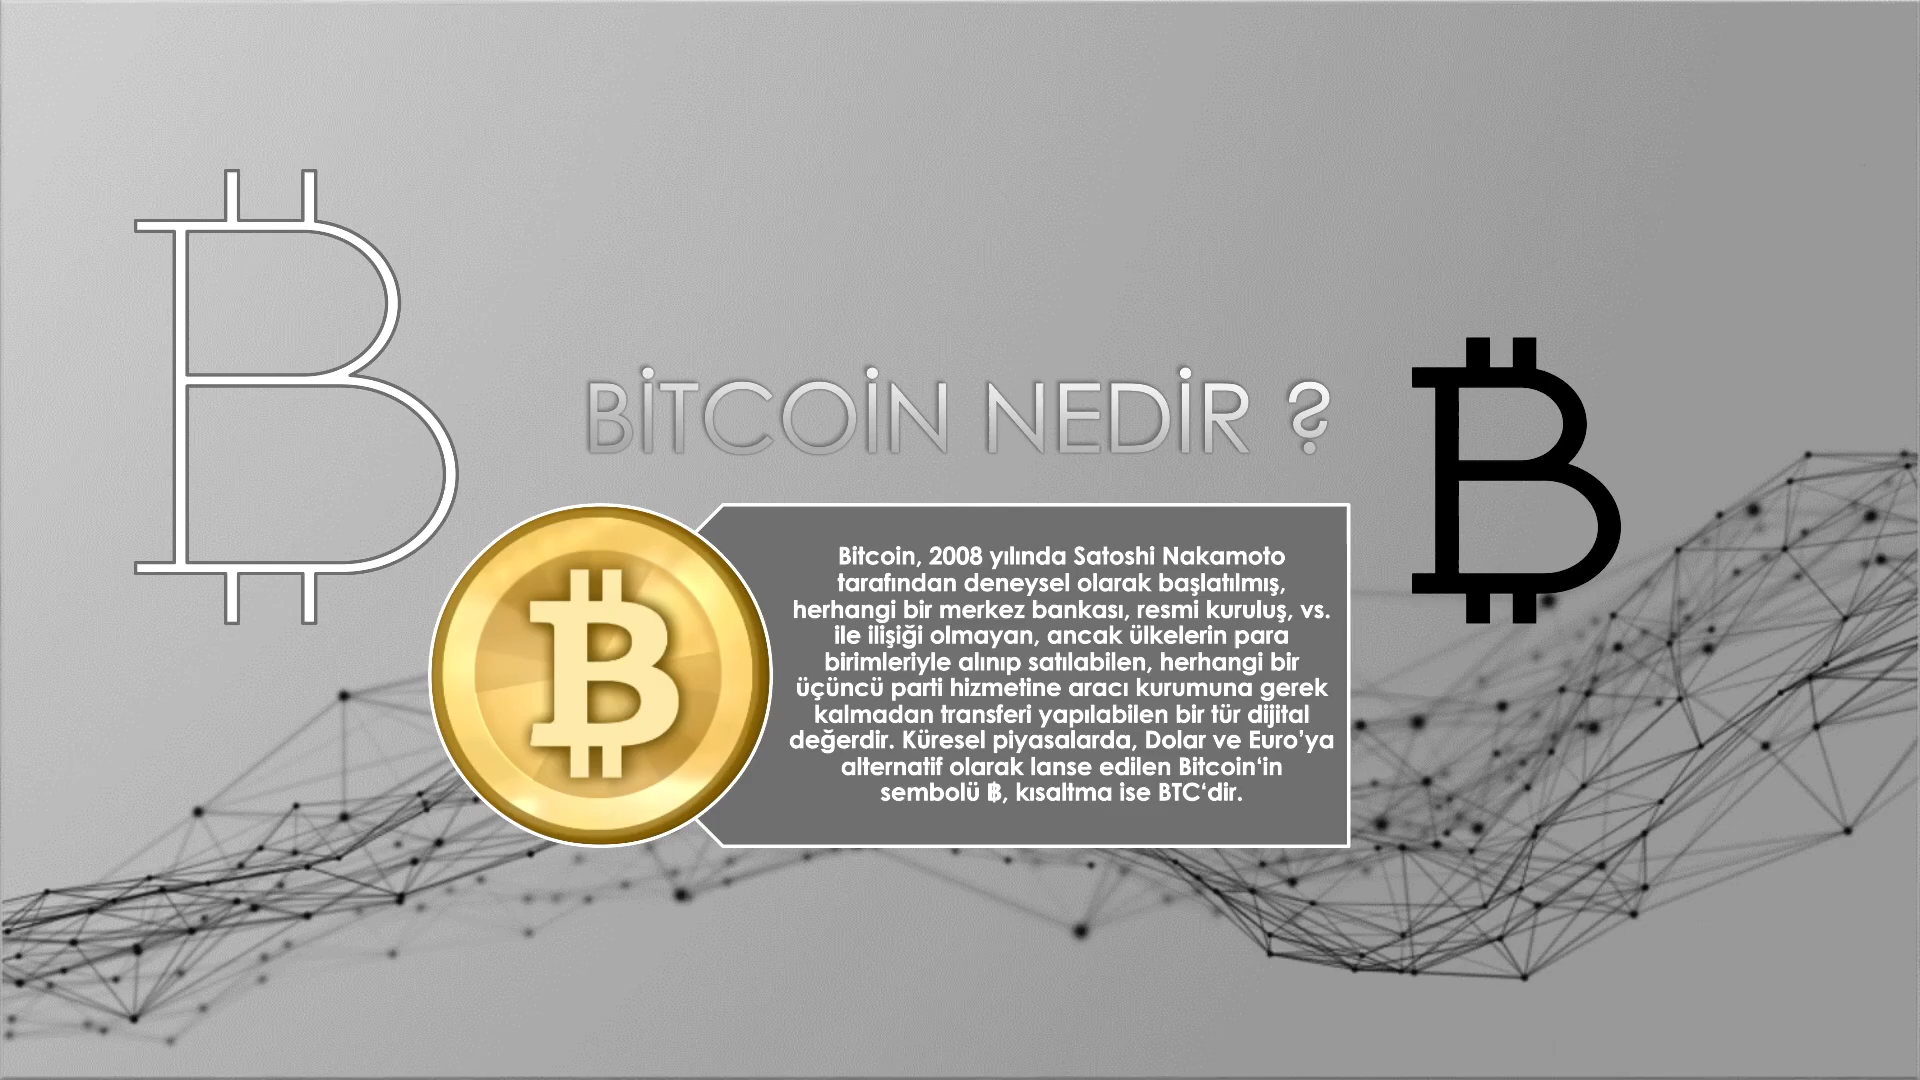 BİTCOİN NEDİR ?
Bitcoin, 2008 yılında Satoshi Nakamoto
tarafından deneysel olarak başlatılmış,
herhangi bir merkez bankası, resmi kuruluş, vs.
ile ilişiği olmayan, ancak ülkelerin para
birimleriyle alınıp satılabilen, herhangi bir
üçüncü parti hizmetine aracı kurumuna gerek
kalmadan transferi yapılabilen bir tür dijital
değerdir. Küresel piyasalarda, Dolar ve Euro’ya
alternatif olarak lanse edilen Bitcoin‘in
sembolü ฿, kısaltma ise BTC‘dir.